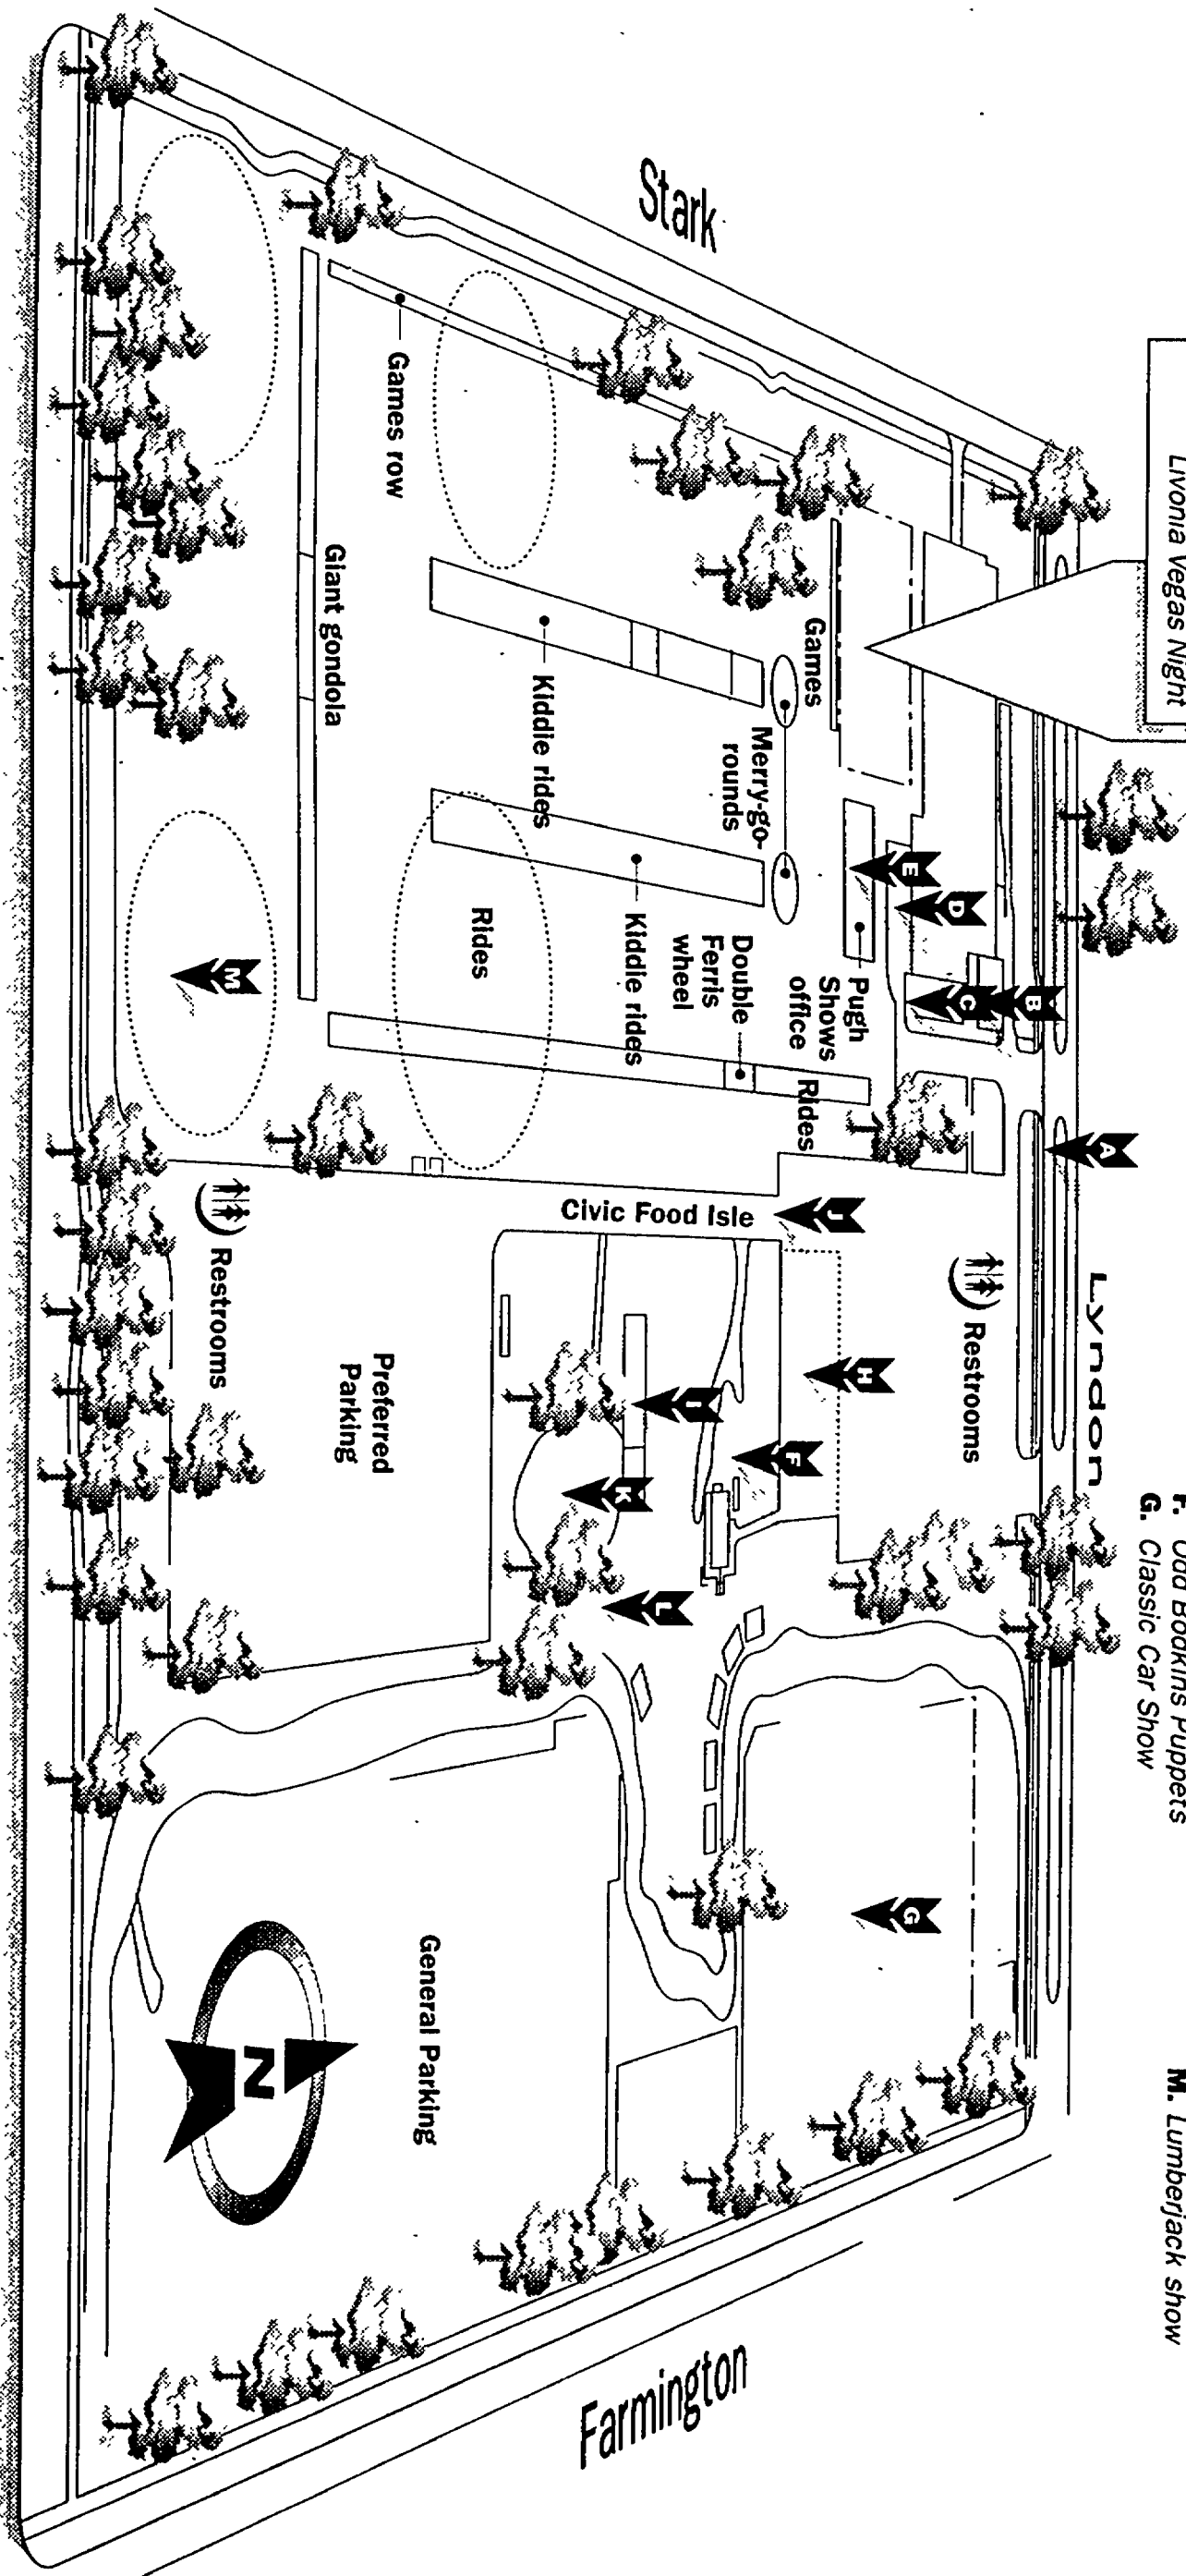 Livonia Vegas Night
F. Odd Bodkins Puppets
G. Classic Car Show
M. Lumberjack show
Lyndon
Stark
Farmington
A
B
C
D
E
Pugh
Shows
office
Games
Merry-go-
rounds
Double
Ferris
wheel
Rides
Kiddie rides
Kiddie rides
Rides
Games row
Giant gondola
M
Restrooms
J
Civic Food Isle
H
I
F
K
L
G
Restrooms
Preferred
Parking
General Parking
N